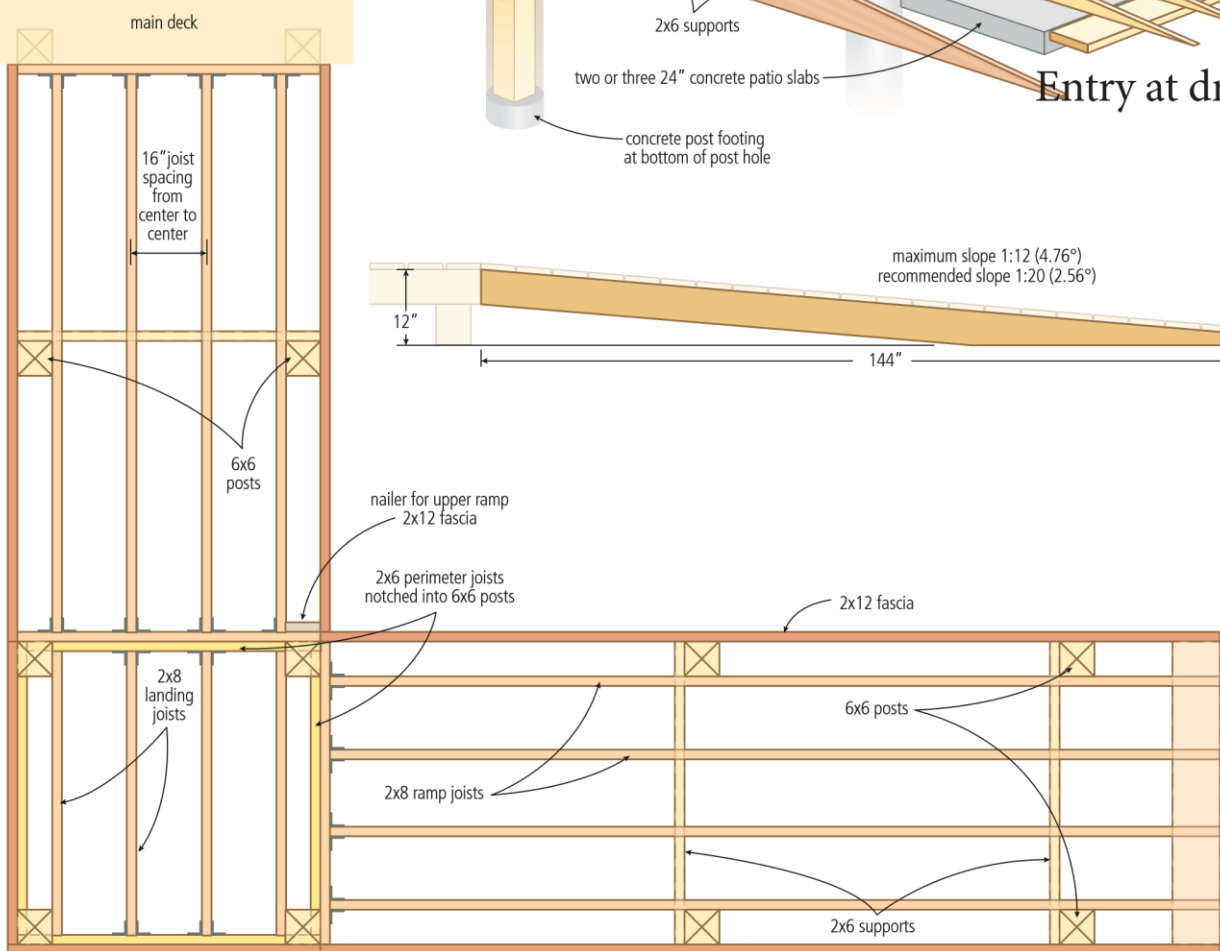 main deck
2x6 supports
two or three 24” concrete patio slabs
Entry at dr
concrete post footing
at bottom of post hole
16” joist
spacing
from
center to
center
maximum slope 1:12 (4.76°)
recommended slope 1:20 (2.56°)
12”
144”
6x6
posts
nailer for upper ramp
2x12 fascia
2x6 perimeter joists
notched into 6x6 posts
2x12 fascia
2x8
landing
joists
6x6 posts
2x8 ramp joists
2x6 supports